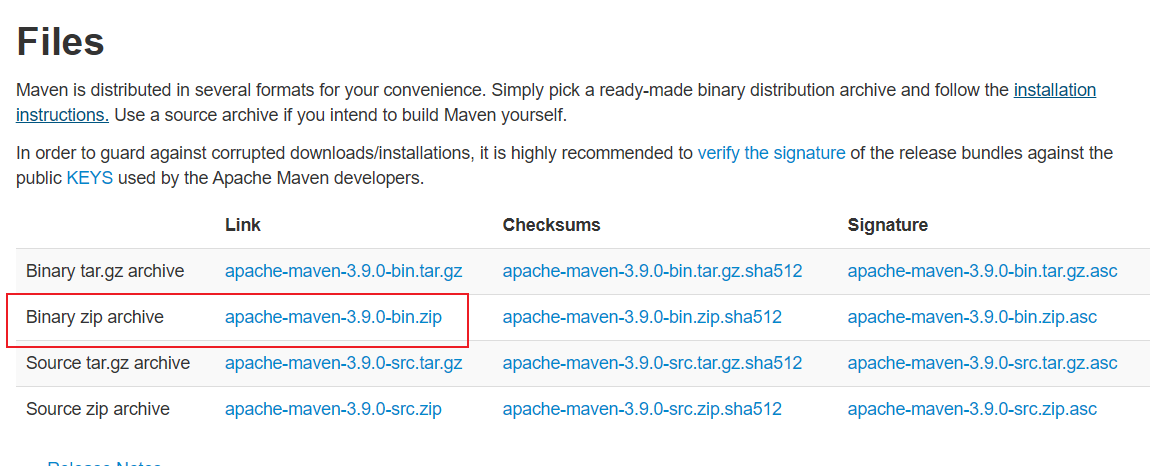 Files
Maven is distributed in several formats for your convenience. Simply pick a ready-made binary distribution archive and follow the installation
instructions. Use a source archive if you intend to build Maven yourself.
In order to guard against corrupted downloads/installations, it is highly recommended to verify the signature of the release bundles against the
public KEYS used by the Apache Maven developers.
Link Checksums Signature
Binary tar.gz archive apache-maven-3.9.0-bin.tar.gz apache-maven-3.9.0-bin.tar.gz.sha512 apache-maven-3.9.0-bin.tar.gz.asc
Binary zip archive apache-maven-3.9.0-bin.zip apache-maven-3.9.0-bin.zip.sha512 apache-maven-3.9.0-bin.zip.asc
Source tar.gz archive apache-maven-3.9.0-src.tar.gz apache-maven-3.9.0-src.tar.gz.sha512 apache-maven-3.9.0-src.tar.gz.asc
Source zip archive apache-maven-3.9.0-src.zip apache-maven-3.9.0-src.zip.sha512 apache-maven-3.9.0-src.zip.asc
Release Notes